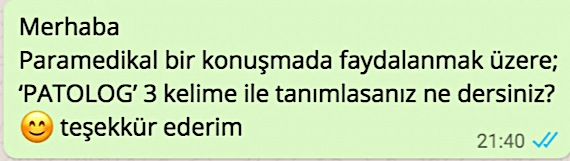 Merhaba
Paramedikal bir konuşmada faydalanmak üzere;
‘PATOLOG’ 3 kelime ile tanımlasanız ne dersiniz?
😊 teşekkür ederim
21:40